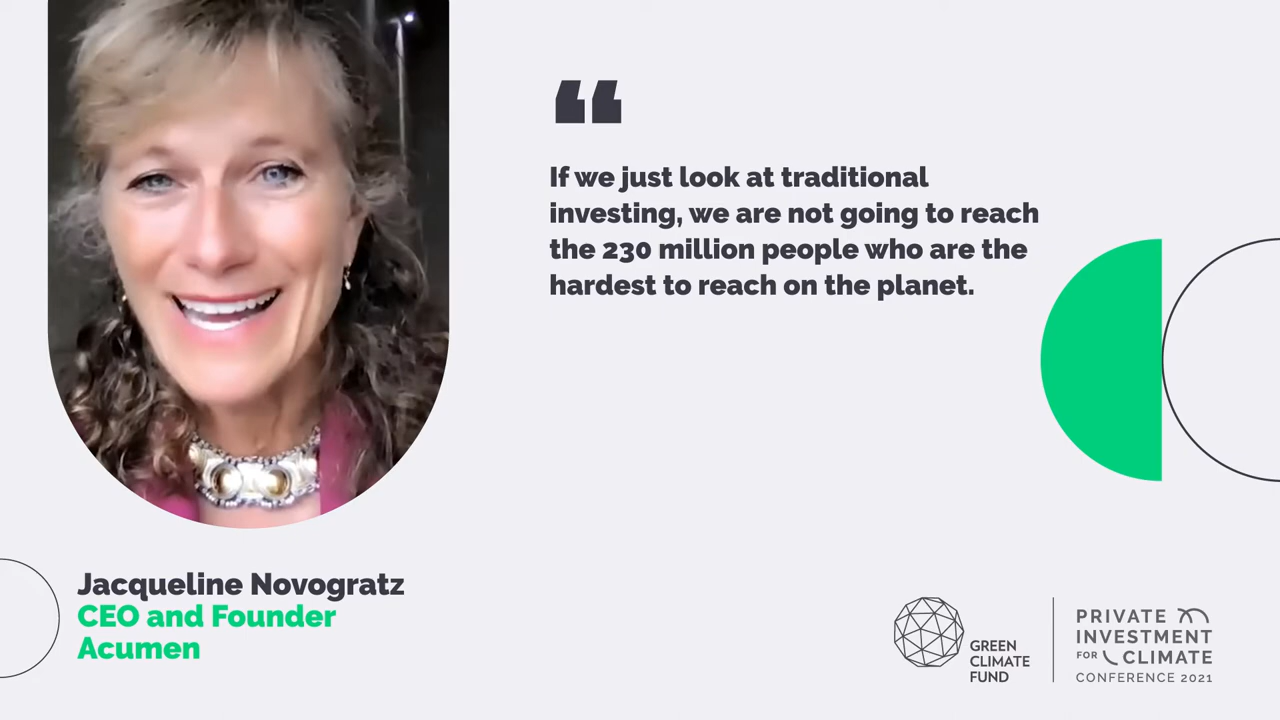 “
If we just look at traditional
investing, we are not going to reach
the 230 million people who are the
hardest to reach on the planet.
Jacqueline Novogratz
CEO and Founder
Acumen
GREEN
CLIMATE
FUND
PRIVATE
INVESTMENT
FOR CLIMATE
CONFERENCE 2021